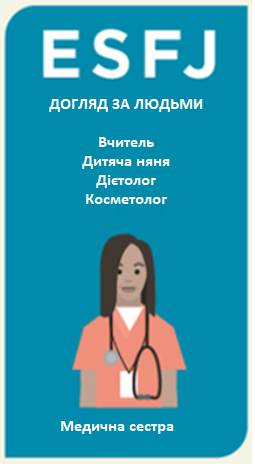 ESFJ
ДОГЛЯД ЗА ЛЮДЬМИ
Вчитель
Дитяча няня
Дієтолог
Косметолог
Медична сестра